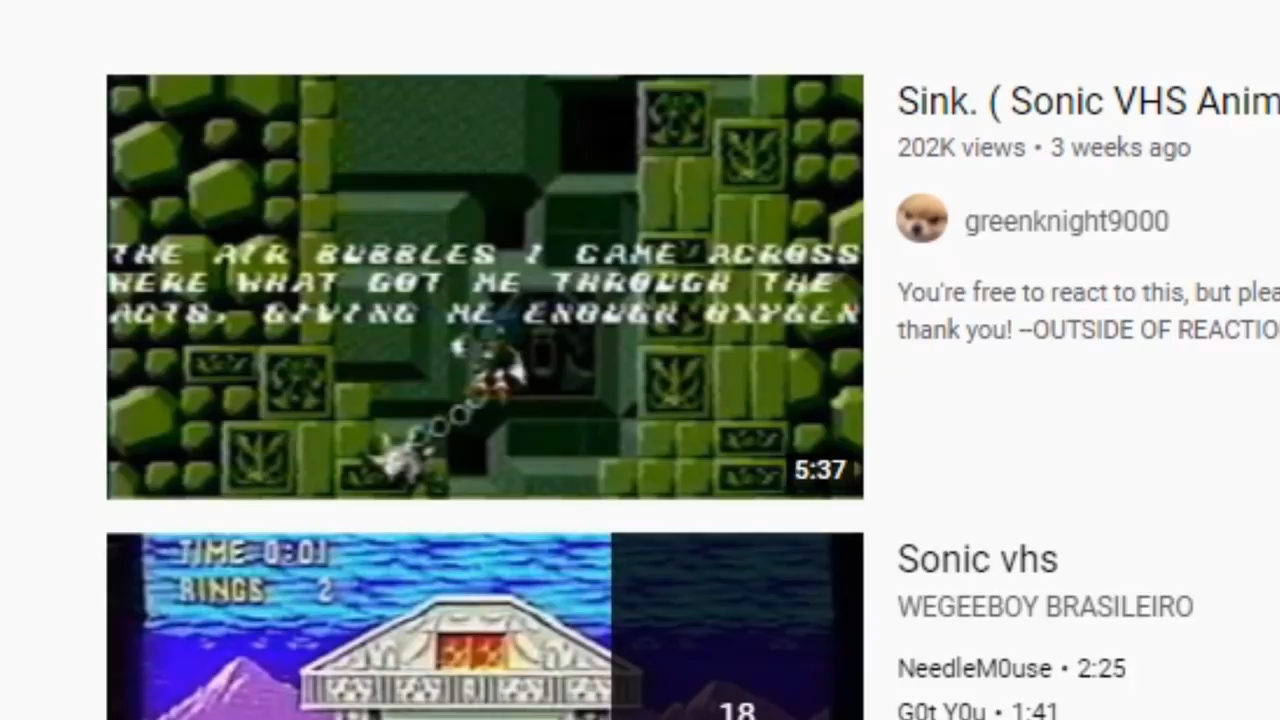 Sink. ( Sonic VHS Anim
202K views • 3 weeks ago
greenknight9000
You're free to react to this, but plea
thank you! --OUTSIDE OF REACTIO
THE AIR BUBBLES I CAME ACROSS
WERE WHAT GOT ME THROUGH THE
ACTS, GIVING ME ENOUGH OXYGEN
5:37
Sonic vhs
WEGEEBOY BRASILEIRO
NeedleM0use • 2:25
G0t Y0u • 1:41
TIME 0:01
RINGS 2
18